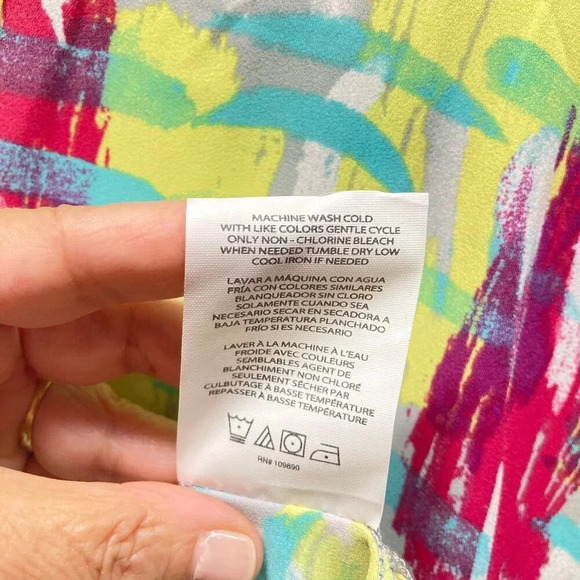 MACHINE WASH COLD
WITH LIKE COLORS GENTLE CYCLE
ONLY NON - CHLORINE BLEACH
WHEN NEEDED TUMBLE DRY LOW
COOL IRON IF NEEDED
LAVAR A MÁQUINA CON AGUA
FRÍA CON COLORES SIMILARES
BLANQUEADOR SIN CLORO
SOLAMENTE CUANDO SEA
NECESARIO SECAR EN SECADORA A
BAJA TEMPERATURA PLANCHADO
FRÍO SI ES NECESARIO
LAVER À LA MACHINE À L'EAU
FROIDE AVEC COULEURS
SEMBLABLES AGENT DE
BLANCHIMENT NON CHLORÉ
SEULEMENT SÉCHER PAR
CULBUTAGE À BASSE TEMPÉRATURE
REPASSER À BASSE TEMPÉRATURE
RN# 109890